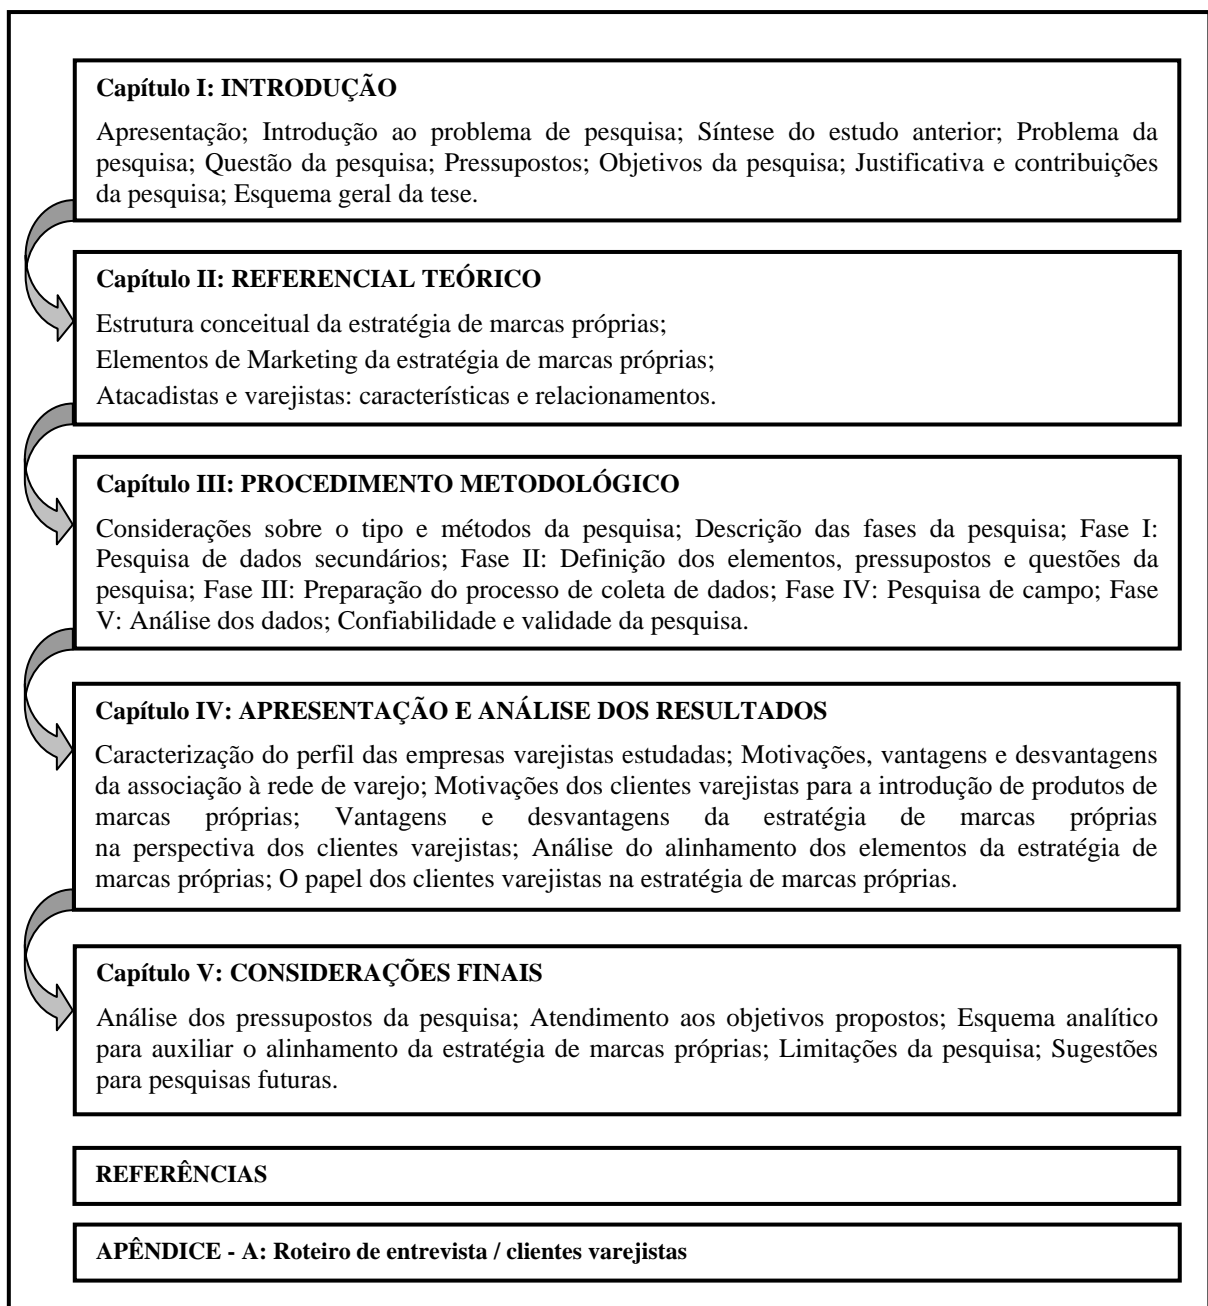 Capítulo I: INTRODUÇÃO
Apresentação; Introdução ao problema de pesquisa; Síntese do estudo anterior; Problema da
pesquisa; Questão da pesquisa; Pressupostos; Objetivos da pesquisa; Justificativa e contribuições
da pesquisa; Esquema geral da tese.
Capítulo II: REFERENCIAL TEÓRICO
Estrutura conceitual da estratégia de marcas próprias;
Elementos de Marketing da estratégia de marcas próprias;
Atacadistas e varejistas: características e relacionamentos.
Capítulo III: PROCEDIMENTO METODOLÓGICO
Considerações sobre o tipo e métodos da pesquisa; Descrição das fases da pesquisa; Fase I:
Pesquisa de dados secundários; Fase II: Definição dos elementos, pressupostos e questões da
pesquisa; Fase III: Preparação do processo de coleta de dados; Fase IV: Pesquisa de campo; Fase
V: Análise dos dados; Confiabilidade e validade da pesquisa.
Capítulo IV: APRESENTAÇÃO E ANÁLISE DOS RESULTADOS
Caracterização do perfil das empresas varejistas estudadas; Motivações, vantagens e desvantagens
da associação à rede de varejo; Motivações dos clientes varejistas para a introdução de produtos de
marcas próprias; Vantagens e desvantagens da estratégia de marcas próprias
na perspectiva dos clientes varejistas; Análise do alinhamento dos elementos da estratégia de
marcas próprias; O papel dos clientes varejistas na estratégia de marcas próprias.
Capítulo V: CONSIDERAÇÕES FINAIS
Análise dos pressupostos da pesquisa; Atendimento aos objetivos propostos; Esquema analítico
para auxiliar o alinhamento da estratégia de marcas próprias; Limitações da pesquisa; Sugestões
para pesquisas futuras.
REFERÊNCIAS
APÊNDICE - A: Roteiro de entrevista / clientes varejistas